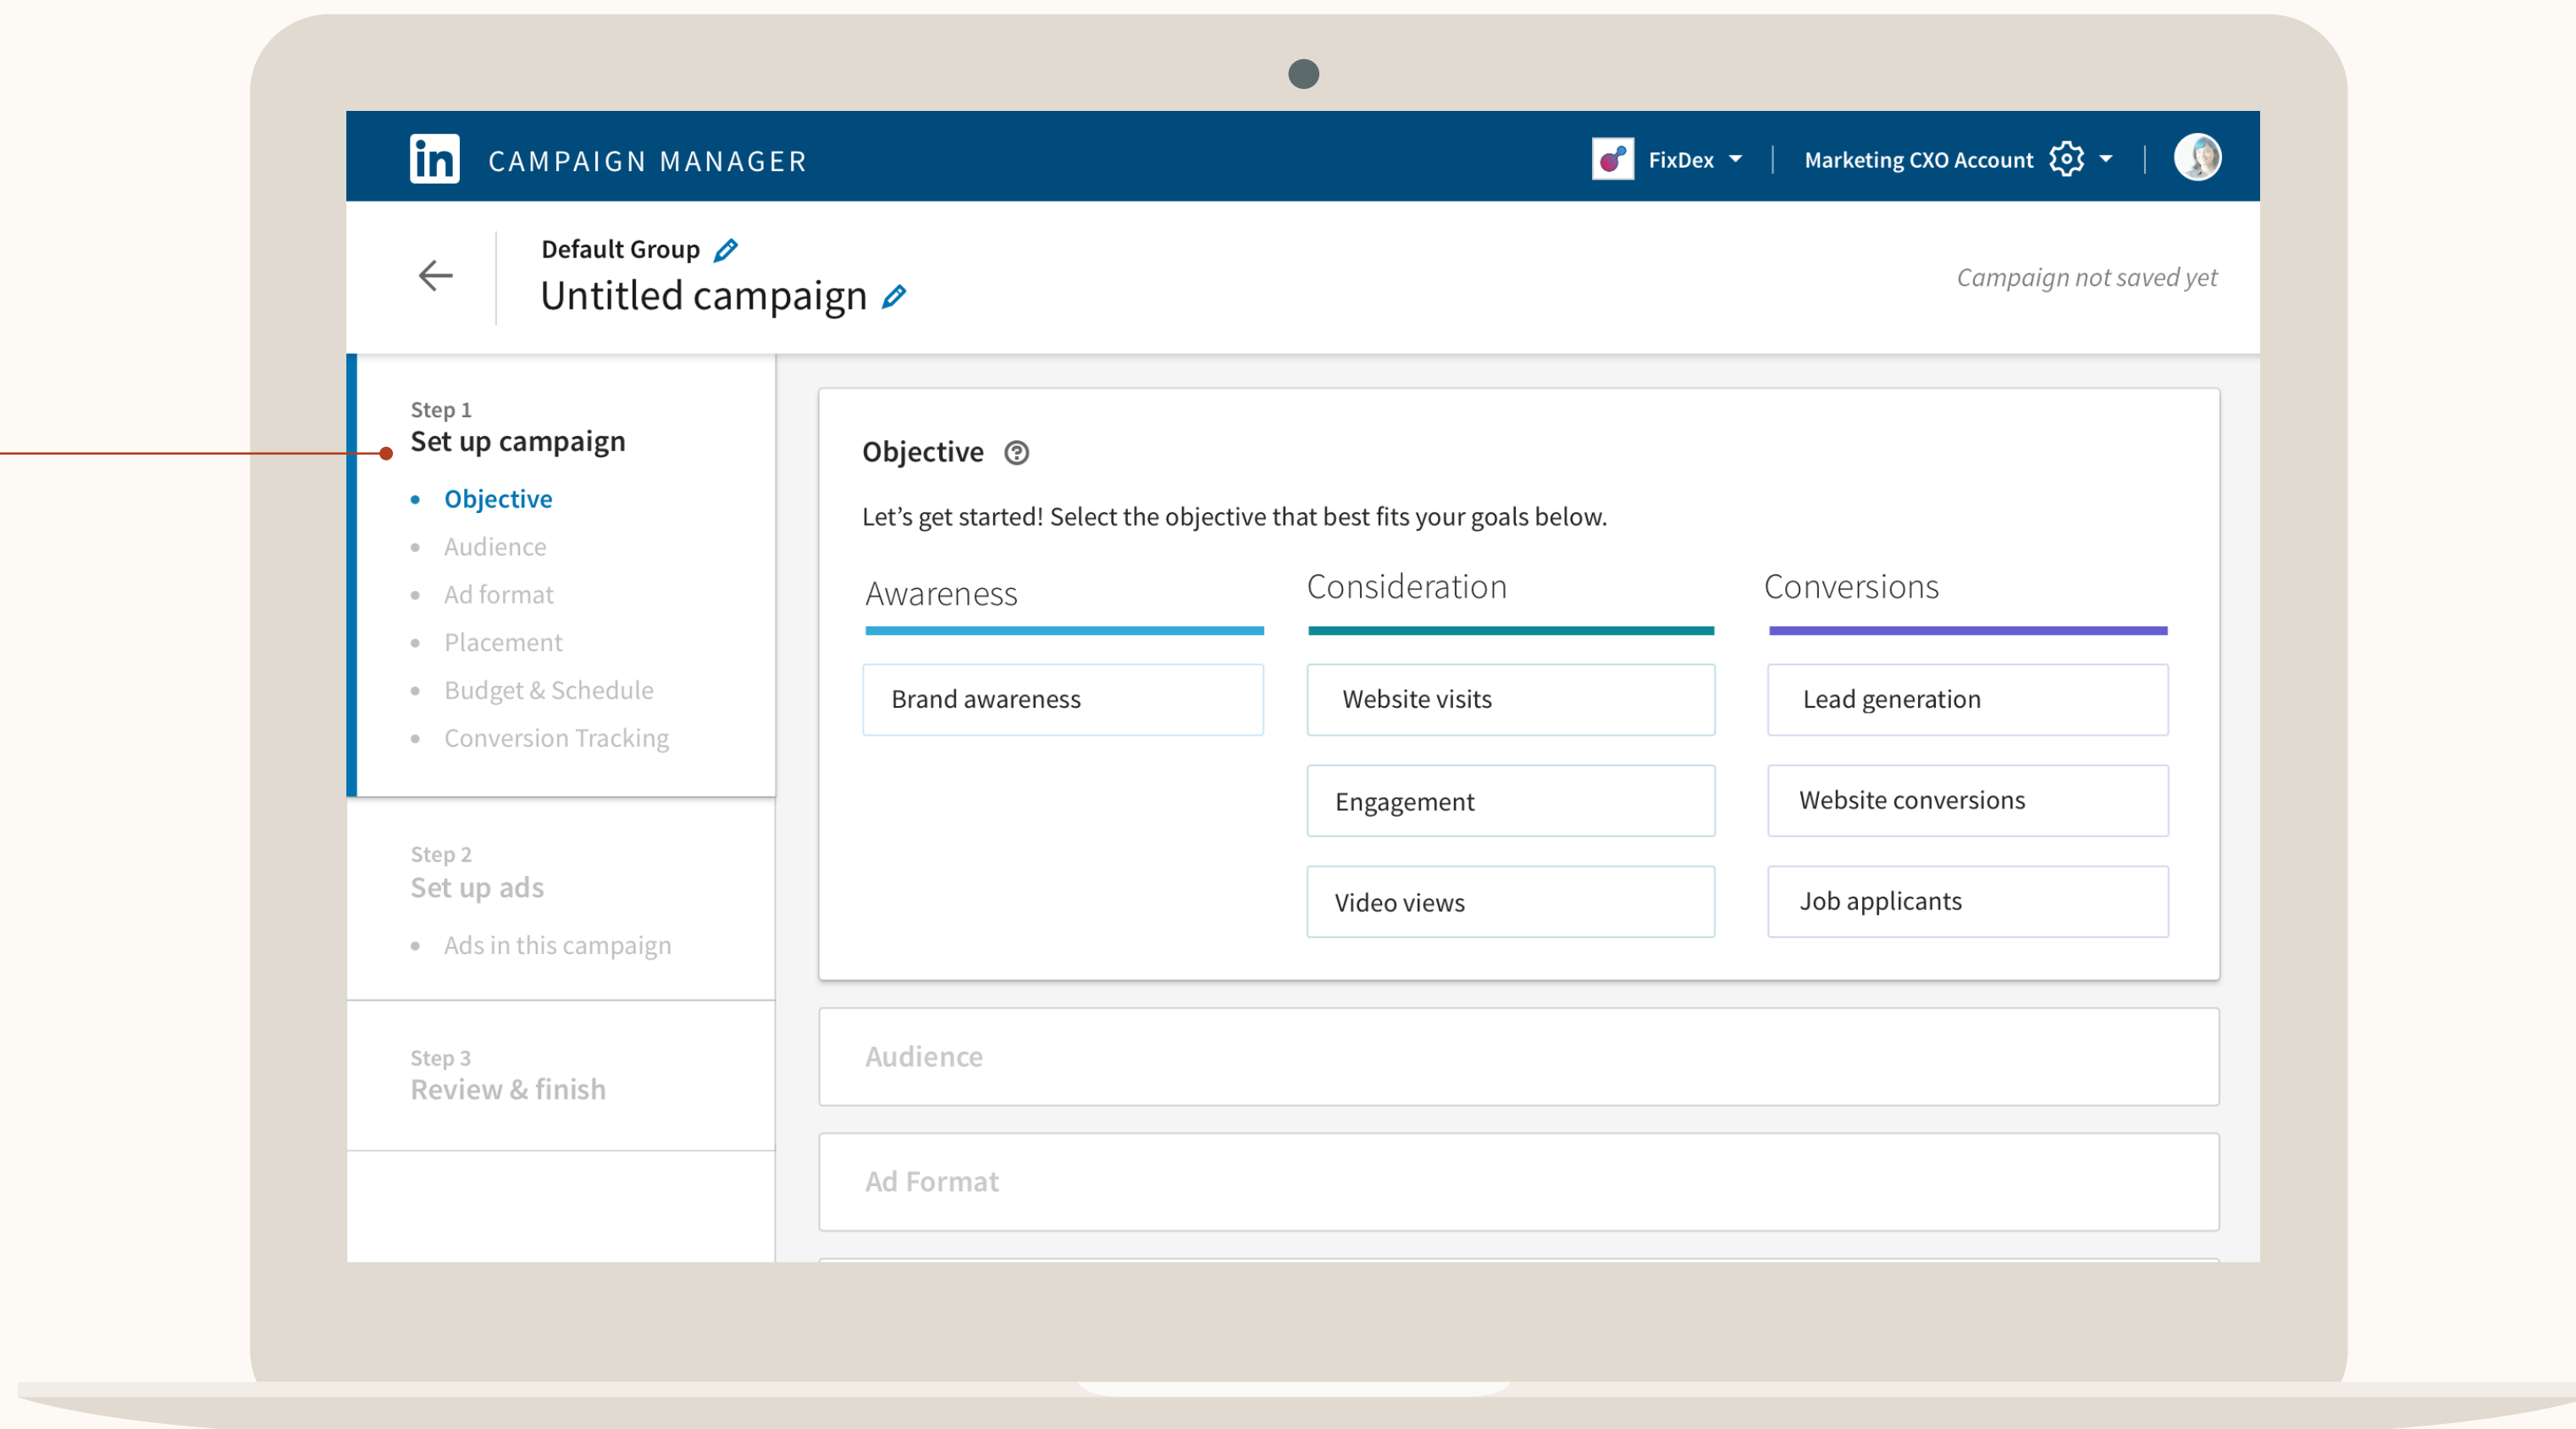 in CAMPAIGN MANAGER
FixDex
Marketing CXO Account
Default Group
Untitled campaign
Campaign not saved yet
Step 1
Set up campaign
Objective
Audience
Ad format
Placement
Budget & Schedule
Conversion Tracking
Step 2
Set up ads
Ads in this campaign
Step 3
Review & finish
Objective ?
Let’s get started! Select the objective that best fits your goals below.
Awareness
Brand awareness
Consideration
Website visits
Engagement
Video views
Conversions
Lead generation
Website conversions
Job applicants
Audience
Ad Format